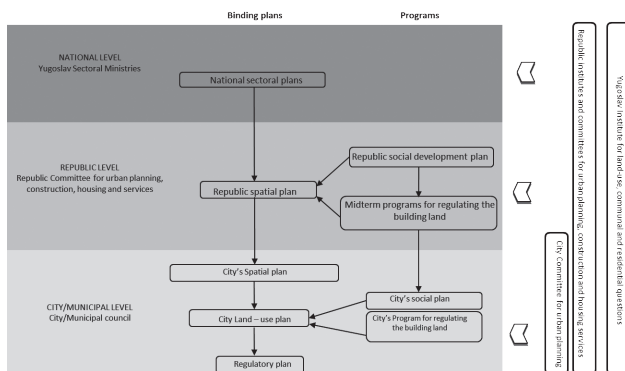 Binding plans
Programs
NATIONAL LEVEL
Yugoslav Sectoral Ministries
National sectoral plans
REPUBLIC LEVEL
Republic Committee for urban planning,
construction, housing and services
Republic social development plan
Republic spatial plan
Midterm programs for regulating the
building land
City's Spatial plan
CITY/MUNICIPAL LEVEL
City/Municipal council
City's social plan
City Land – use plan
City's Program for regulating
the building land
Regulatory plan
City Committee for urban planning
Republic institutes and committees for urban planning, construction and housing services
Yugoslav Institute for land-use, communal and residential questions